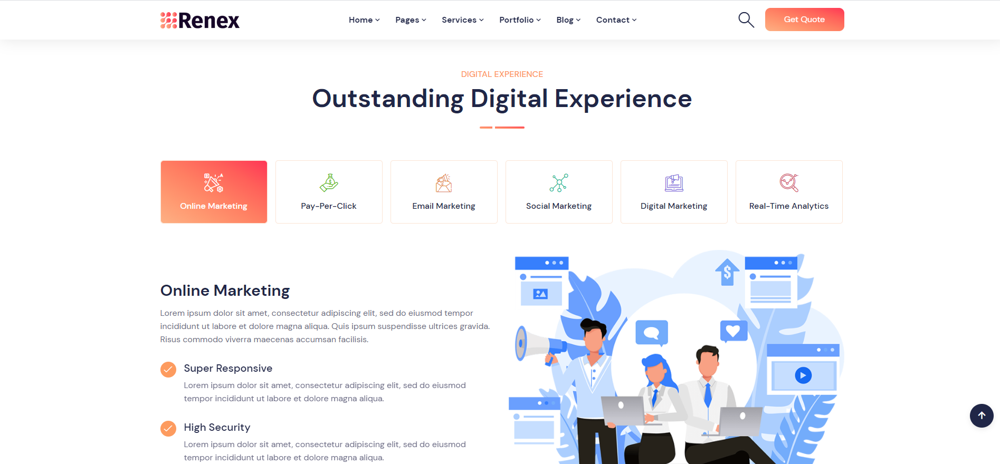 Renex
Home
Pages
Services
Portfolio
Blog
Contact
Get Quote
DIGITAL EXPERIENCE
Outstanding Digital Experience
Online Marketing
Pay-Per-Click
Email Marketing
Social Marketing
Digital Marketing
Real-Time Analytics
Online Marketing
Lorem ipsum dolor sit amet, consectetur adipiscing elit, sed do eiusmod tempor
incididunt ut labore et dolore magna aliqua. Quis ipsum suspendisse ultrices gravida.
Risus commodo viverra maecenas accumsan facilisis.
Super Responsive
Lorem ipsum dolor sit amet, consectetur adipiscing elit, sed do eiusmod
tempor incididunt ut labore et dolore magna aliqua.
High Security
Lorem ipsum dolor sit amet, consectetur adipiscing elit, sed do eiusmod
tempor incididunt ut labore et dolore magna aliqua.
$